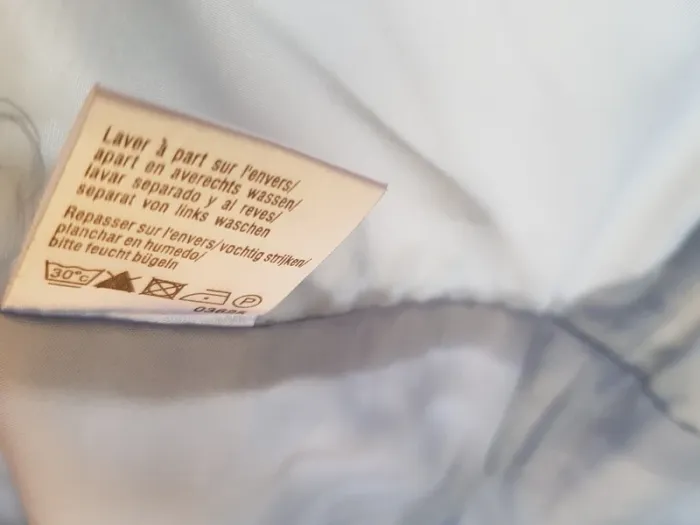 Laver à part sur l'envers/
apart en averechts wassen/
lavar separado y al reves/
separat von links waschen
Repasser sur l'envers/vochtig strijken/
planchar en humedo/
bitte feucht bügeln
30°c
P